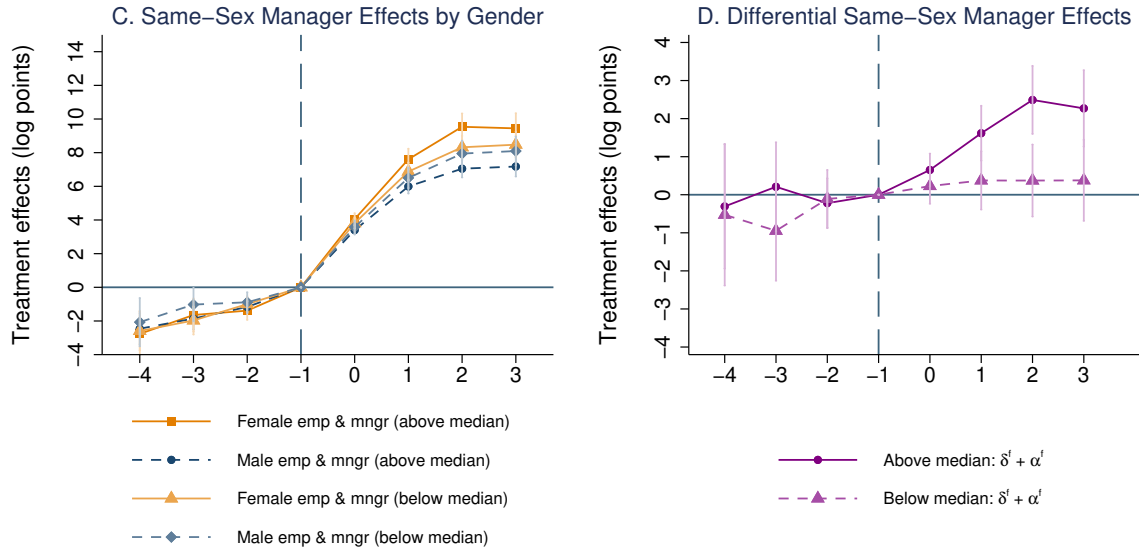 C. Same−Sex Manager Effects by Gender
Treatment effects (log points)
14
12
10
8
6
4
2
0
−2
−4
−4 −3 −2 −1 0 1 2 3
Female emp & mngr (above median)
Male emp & mngr (above median)
Female emp & mngr (below median)
Male emp & mngr (below median)
D. Differential Same−Sex Manager Effects
Treatment effects (log points)
4
3
2
1
0
−1
−2
−3
−4
−4 −3 −2 −1 0 1 2 3
Above median: δᶠ + αᶠ
Below median: δᶠ + αᶠ